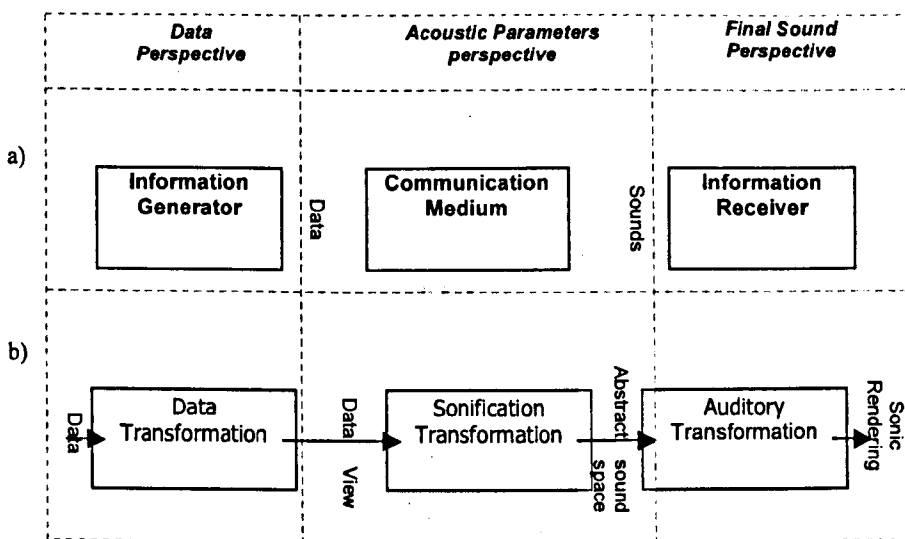 Data
Perspective
Acoustic Parameters
perspective
Final Sound
Perspective
a)
Information
Generator
Data
Communication
Medium
Sounds
Information
Receiver
b)
Data
Data
Transformation
Data View
Sonification
Transformation
Abstract sound
space
Auditory
Transformation
Sonic
Rendering